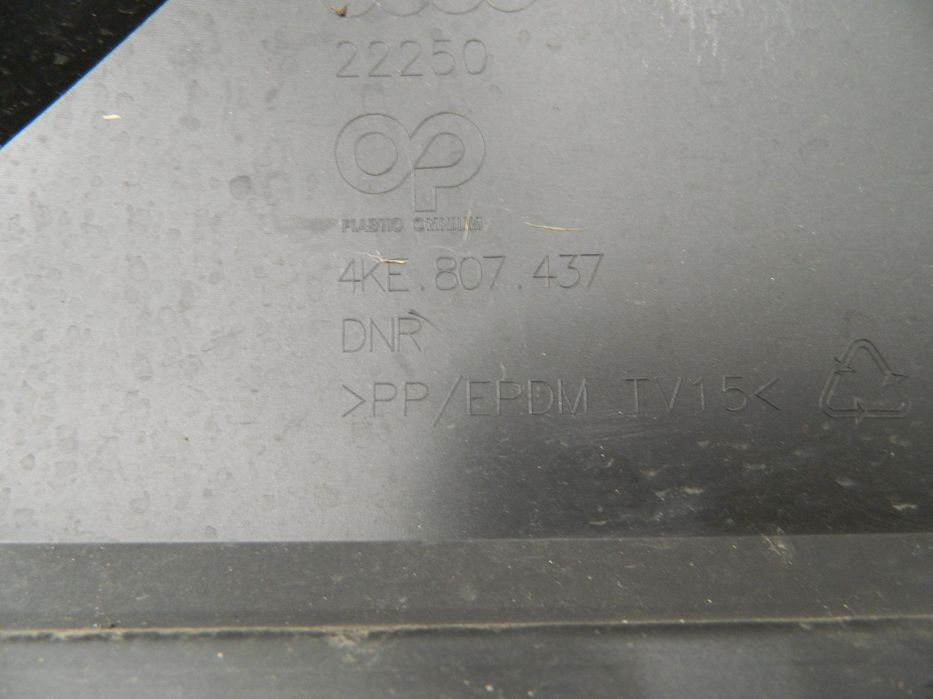 22250
OP
PLASTIC OMNIUM
4KE.807.437
DNR
>PP/EPDM TV15<